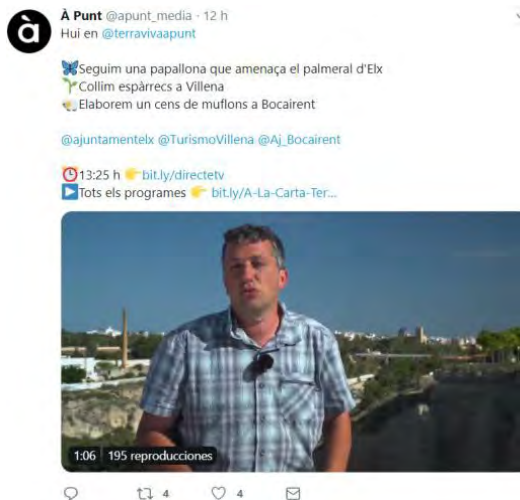 À Punt @apunt_media · 12 h
Hui en @terravivaapunt
🦋Seguim una papallona que amenaça el palmeral d'Elx
🌱Collim espàrrecs a Villena
🐏Elaborem un cens de muflons a Bocairent
@ajuntamentelx @TurismoVillena @Aj_Bocairent
⏰13:25 h 👉bit.ly/directetv
▶️Tots els programes 👉 bit.ly/A-La-Carta-Ter...
1:06 195 reproducciones
4 4